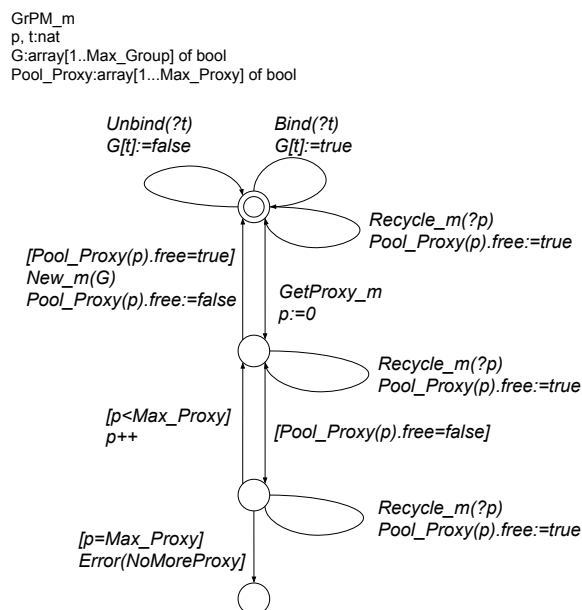 GrPM_m
p, t:nat
G:array[1..Max_Group] of bool
Pool_Proxy:array[1...Max_Proxy] of bool
Unbind(?t)
G[t]:=false
Bind(?t)
G[t]:=true
Recycle_m(?p)
Pool_Proxy(p).free:=true
[Pool_Proxy(p).free=true]
New_m(G)
Pool_Proxy(p).free:=false
GetProxy_m
p:=0
Recycle_m(?p)
Pool_Proxy(p).free:=true
[p<Max_Proxy]
p++
[Pool_Proxy(p).free=false]
Recycle_m(?p)
Pool_Proxy(p).free:=true
[p=Max_Proxy]
Error(NoMoreProxy]